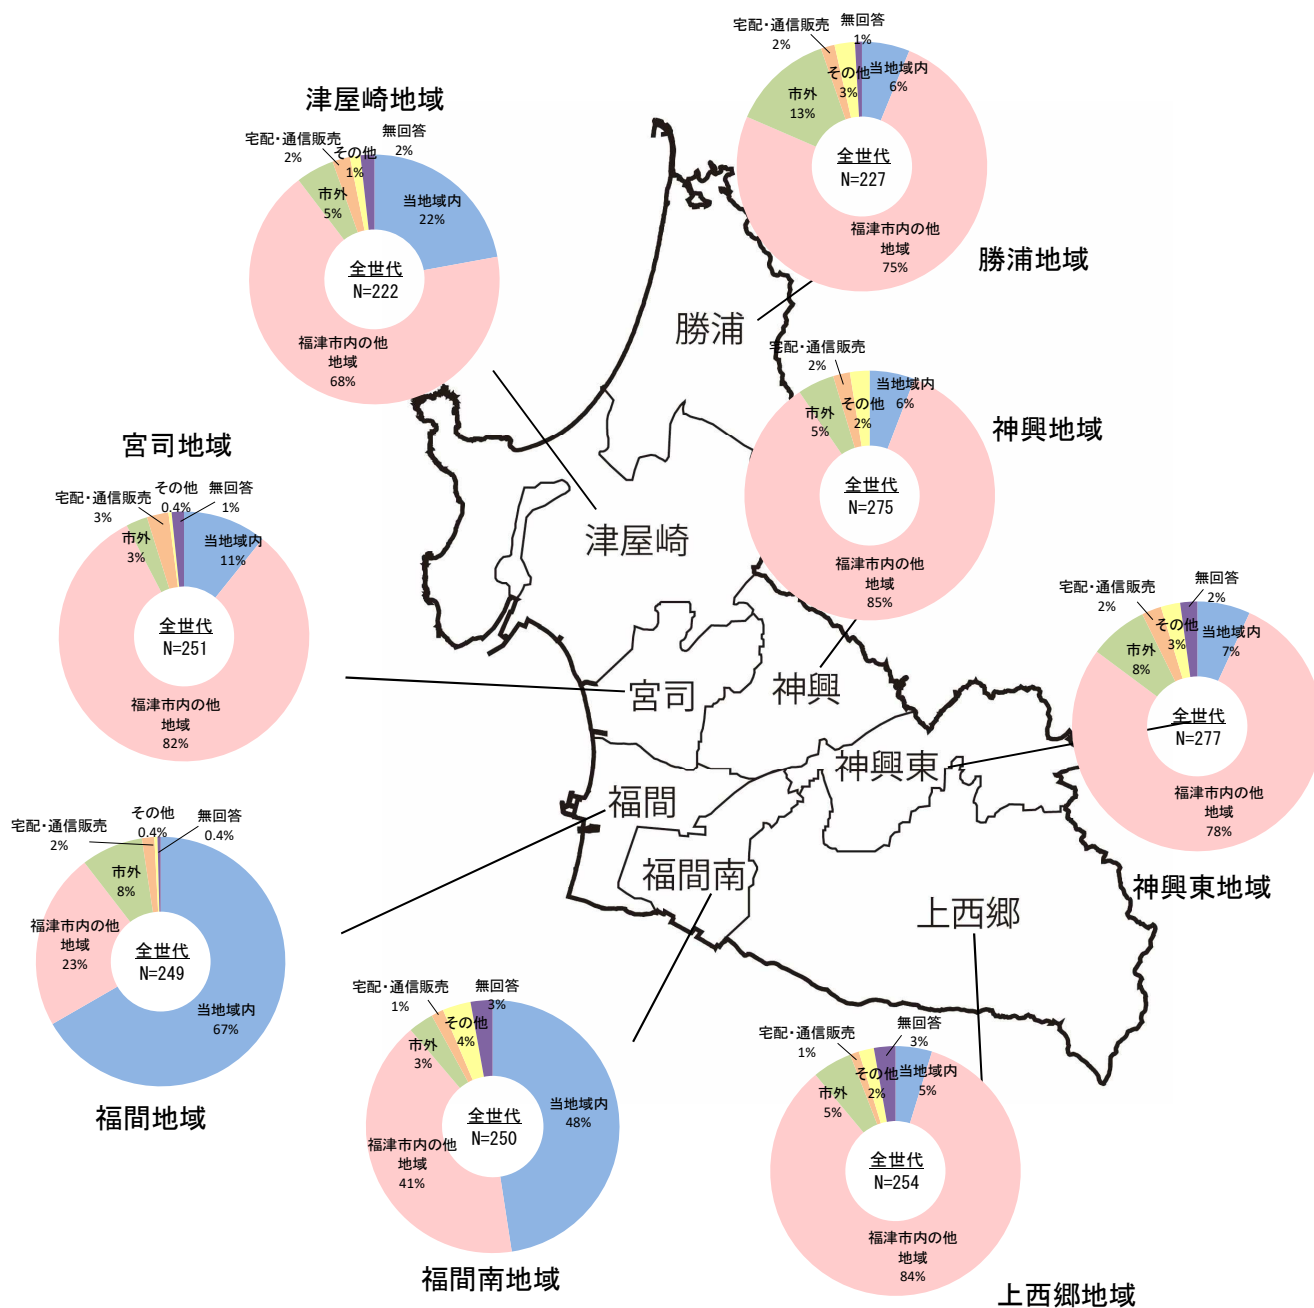 津屋崎地域
宅配・通信販売
2%
その他
1%
無回答
2%
市外
5%
当地域内
22%
全世代
N=222
福津市内の他
地域
68%
宅配・通信販売
2%
無回答
1%
その他
3%
当地域内
6%
市外
13%
全世代
N=227
福津市内の他
地域
75%
勝浦地域
勝浦
宅配・通信販売
2%
その他
2%
当地域内
6%
市外
5%
全世代
N=275
福津市内の他
地域
85%
神興地域
宮司地域
宅配・通信販売
3%
その他
0.4%
無回答
1%
市外
3%
当地域内
11%
全世代
N=251
福津市内の他
地域
82%
津屋崎
宮司
神興
神興東
福間
福間南
上西郷
宅配・通信販売
2%
無回答
2%
その他
3%
当地域内
7%
市外
8%
全世代
N=277
福津市内の他
地域
78%
神興東地域
宅配・通信販売
2%
その他
0.4%
無回答
0.4%
市外
8%
福津市内の他
地域
23%
全世代
N=249
当地域内
67%
福間地域
宅配・通信販売
1%
無回答
3%
その他
4%
市外
3%
当地域内
48%
全世代
N=250
福津市内の他
地域
41%
福間南地域
宅配・通信販売
1%
無回答
3%
その他
2%
当地域内
5%
市外
5%
全世代
N=254
福津市内の他
地域
84%
上西郷地域